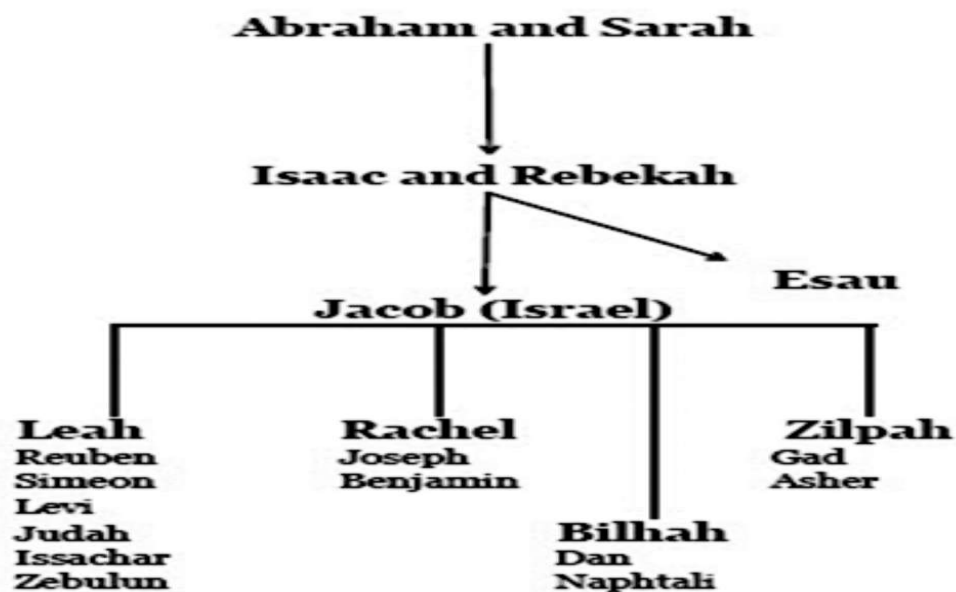 Abraham and Sarah
Isaac and Rebekah
Esau
Jacob (Israel)
Leah
Reuben
Simeon
Levi
Judah
Issachar
Zebulun
Rachel
Joseph
Benjamin
Bilhah
Dan
Naphtali
Zilpah
Gad
Asher